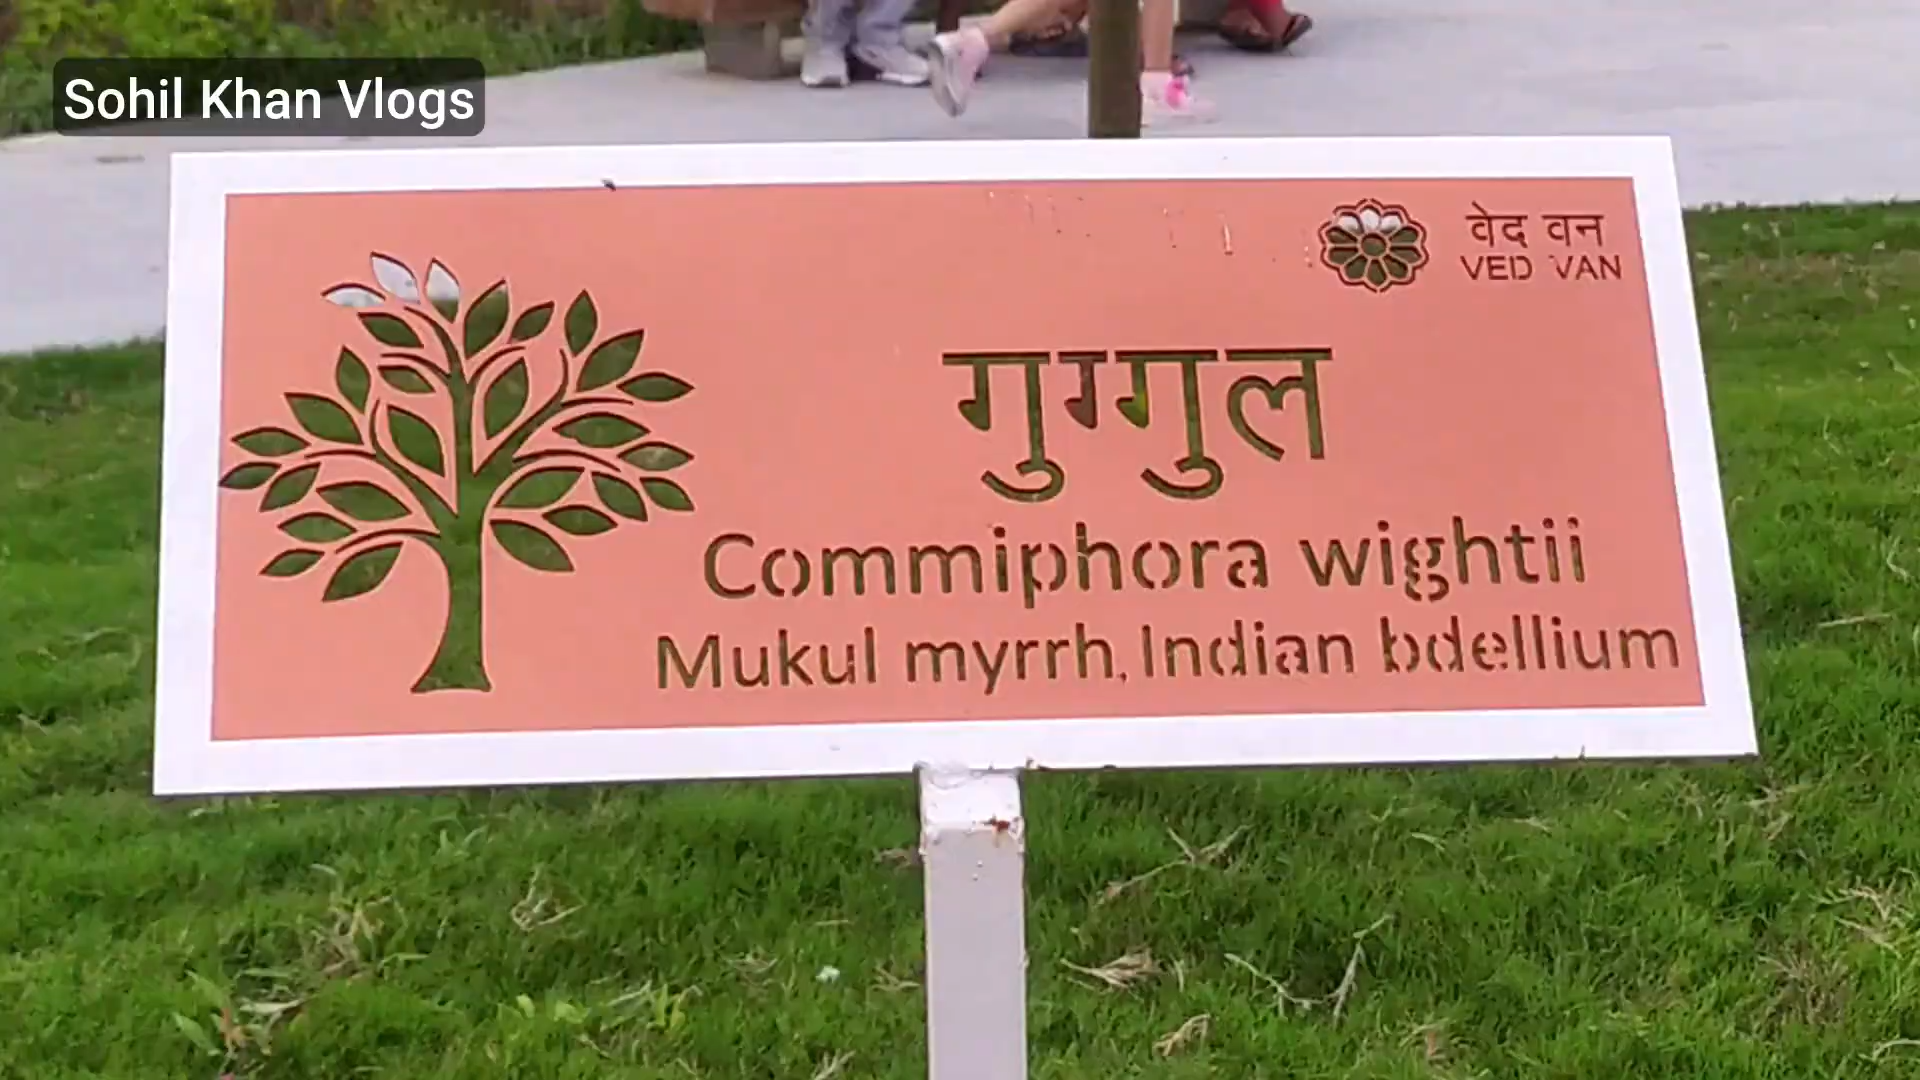 Sohil Khan Vlogs
वेद वन
VED VAN
गुग्गुल
Commiphora wightii
Mukul myrrh, Indian bdellium